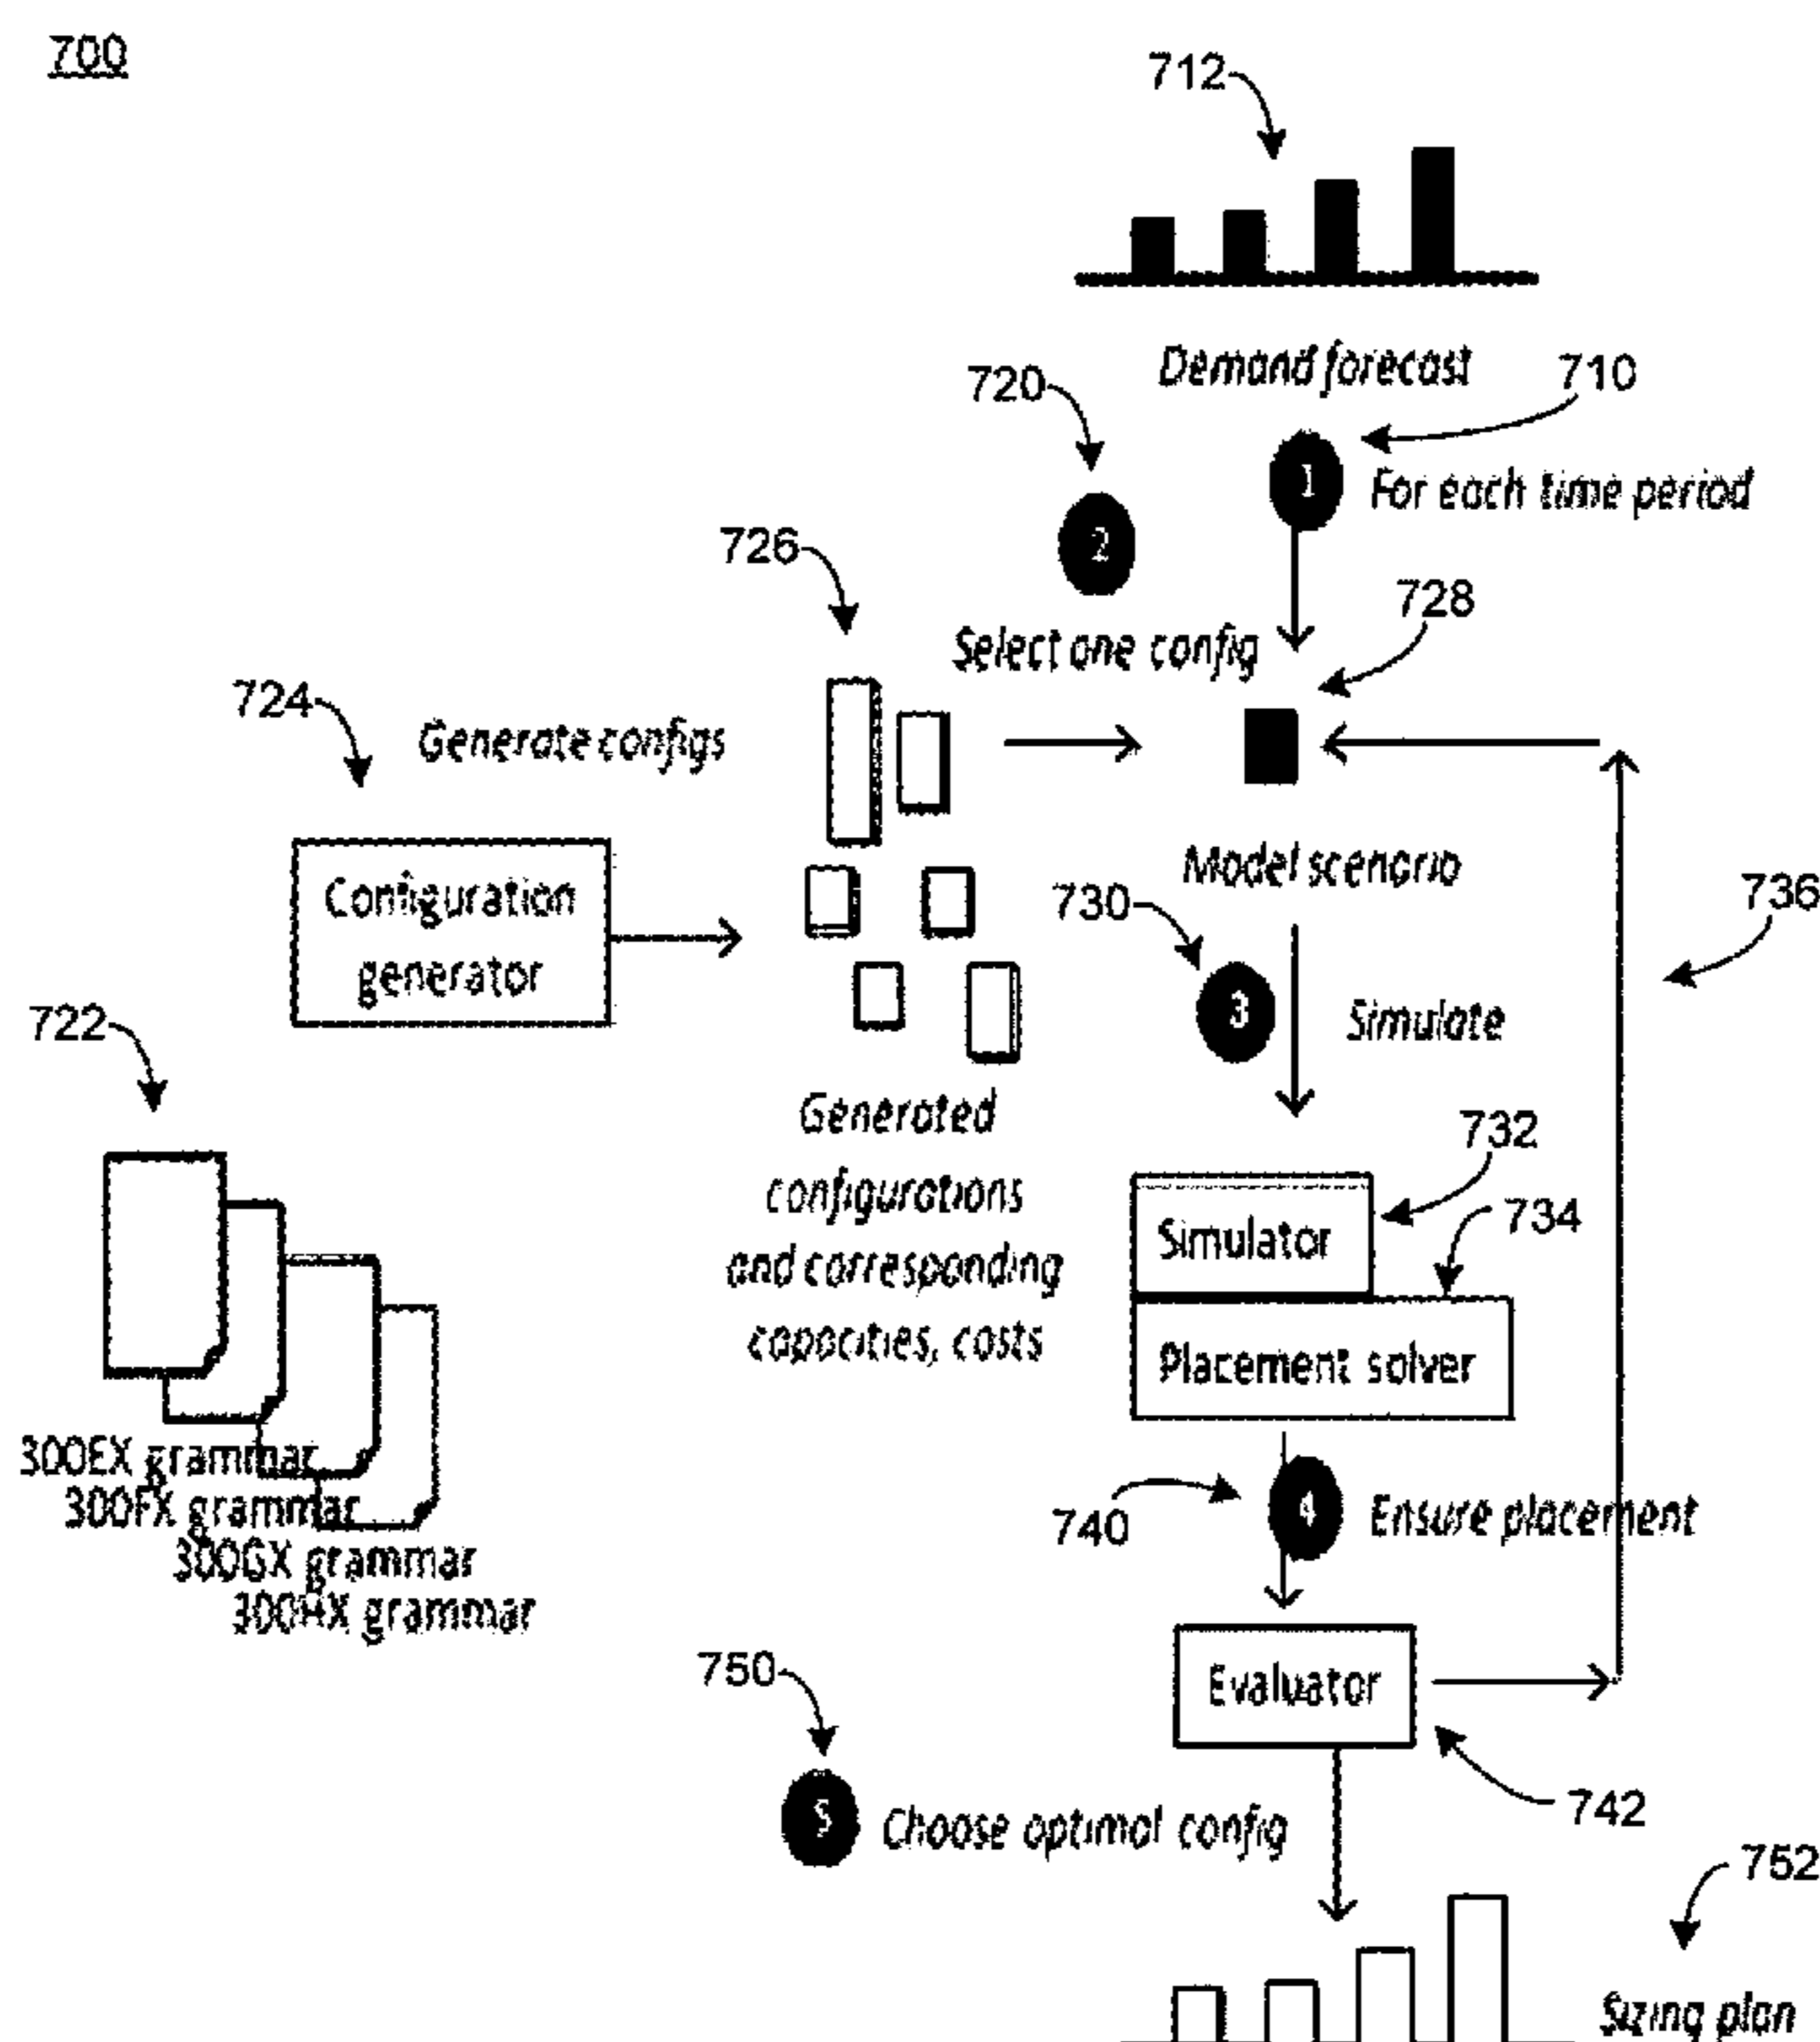 700
712
Demand forecast
710
720
1
For each time period
2
726
728
Select one config
724
Generate configs
Model scenario
Configuration
generator
730
736
3
Simulate
722
Generated
configurations
and corresponding
capacities, costs
732
Simulator
734
Placement solver
300EX grammar
300FX grammar
300GX grammar
300HX grammar
740
4
Ensure placement
750
Evaluator
5
Choose optimal config
742
752
Sizing plan